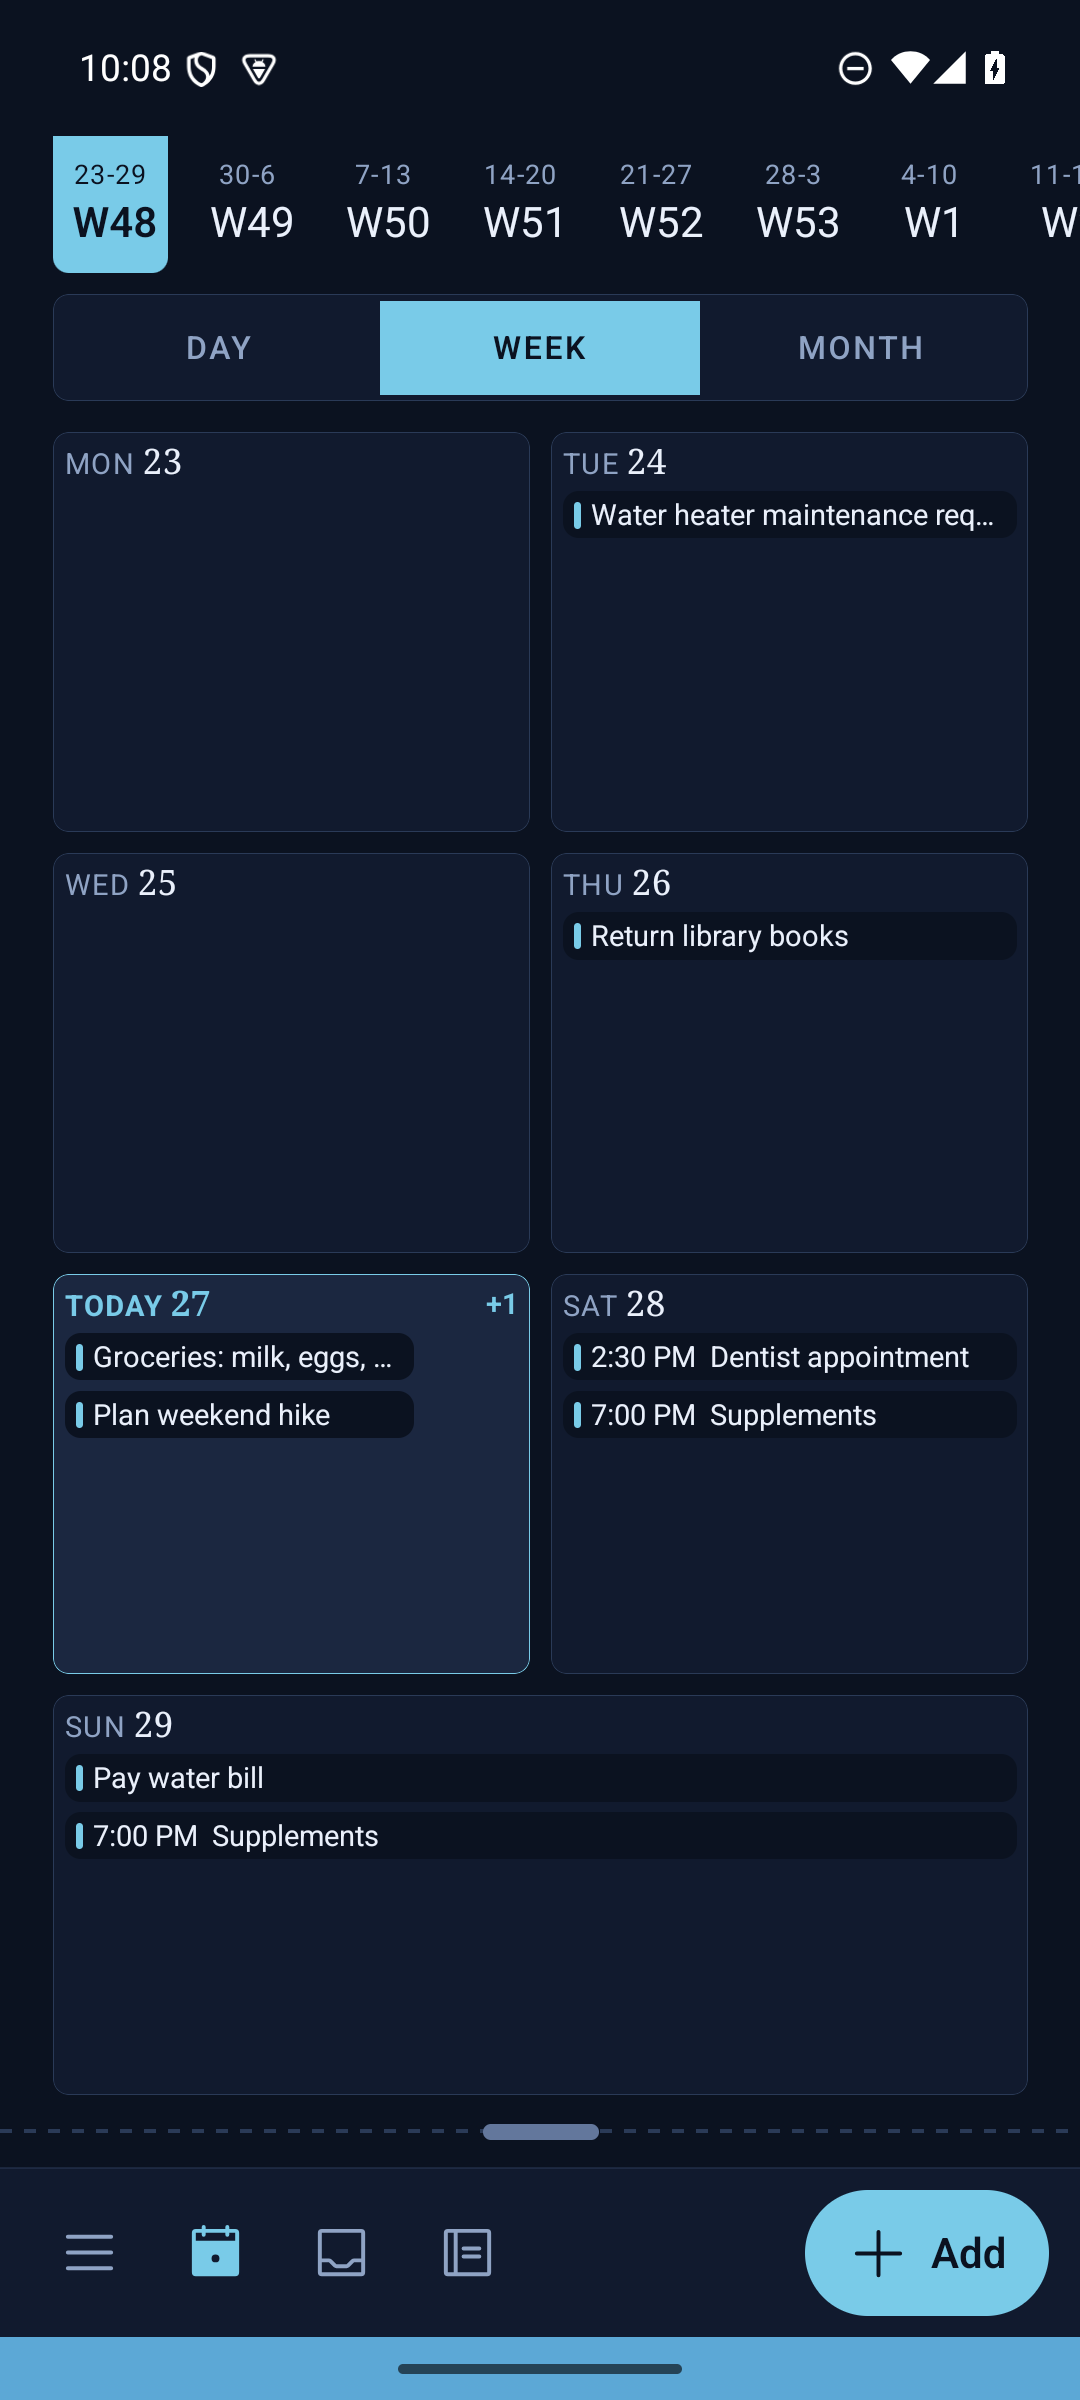 10:08
23-29 30-6 7-13 14-20 21-27 28-3 4-10
W48 W49 W50 W51 W52 W53 W1
DAY WEEK MONTH
MON 23
TUE 24
Water heater maintenance req...
WED 25
THU 26
Return library books
TODAY 27 +1
Groceries: milk, eggs, ...
Plan weekend hike
SAT 28
2:30 PM Dentist appointment
7:00 PM Supplements
SUN 29
Pay water bill
7:00 PM Supplements
Add